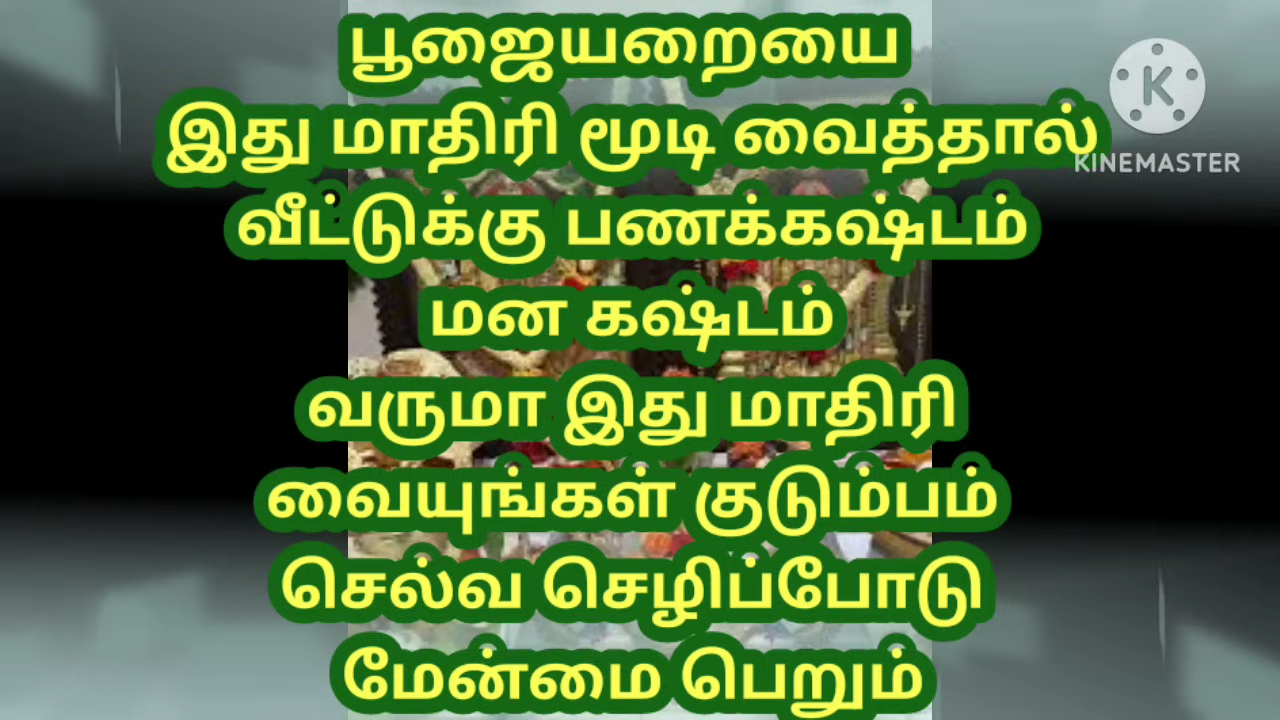 பூஜையறையை
இது மாதிரி மூடி வைத்தால்
KINEMASTER
வீட்டுக்கு பணக்கஷ்டம்
மன கஷ்டம்
வருமா இது மாதிரி
வையுங்கள் குடும்பம்
செல்வ செழிப்போடு
மேன்மை பெறும்